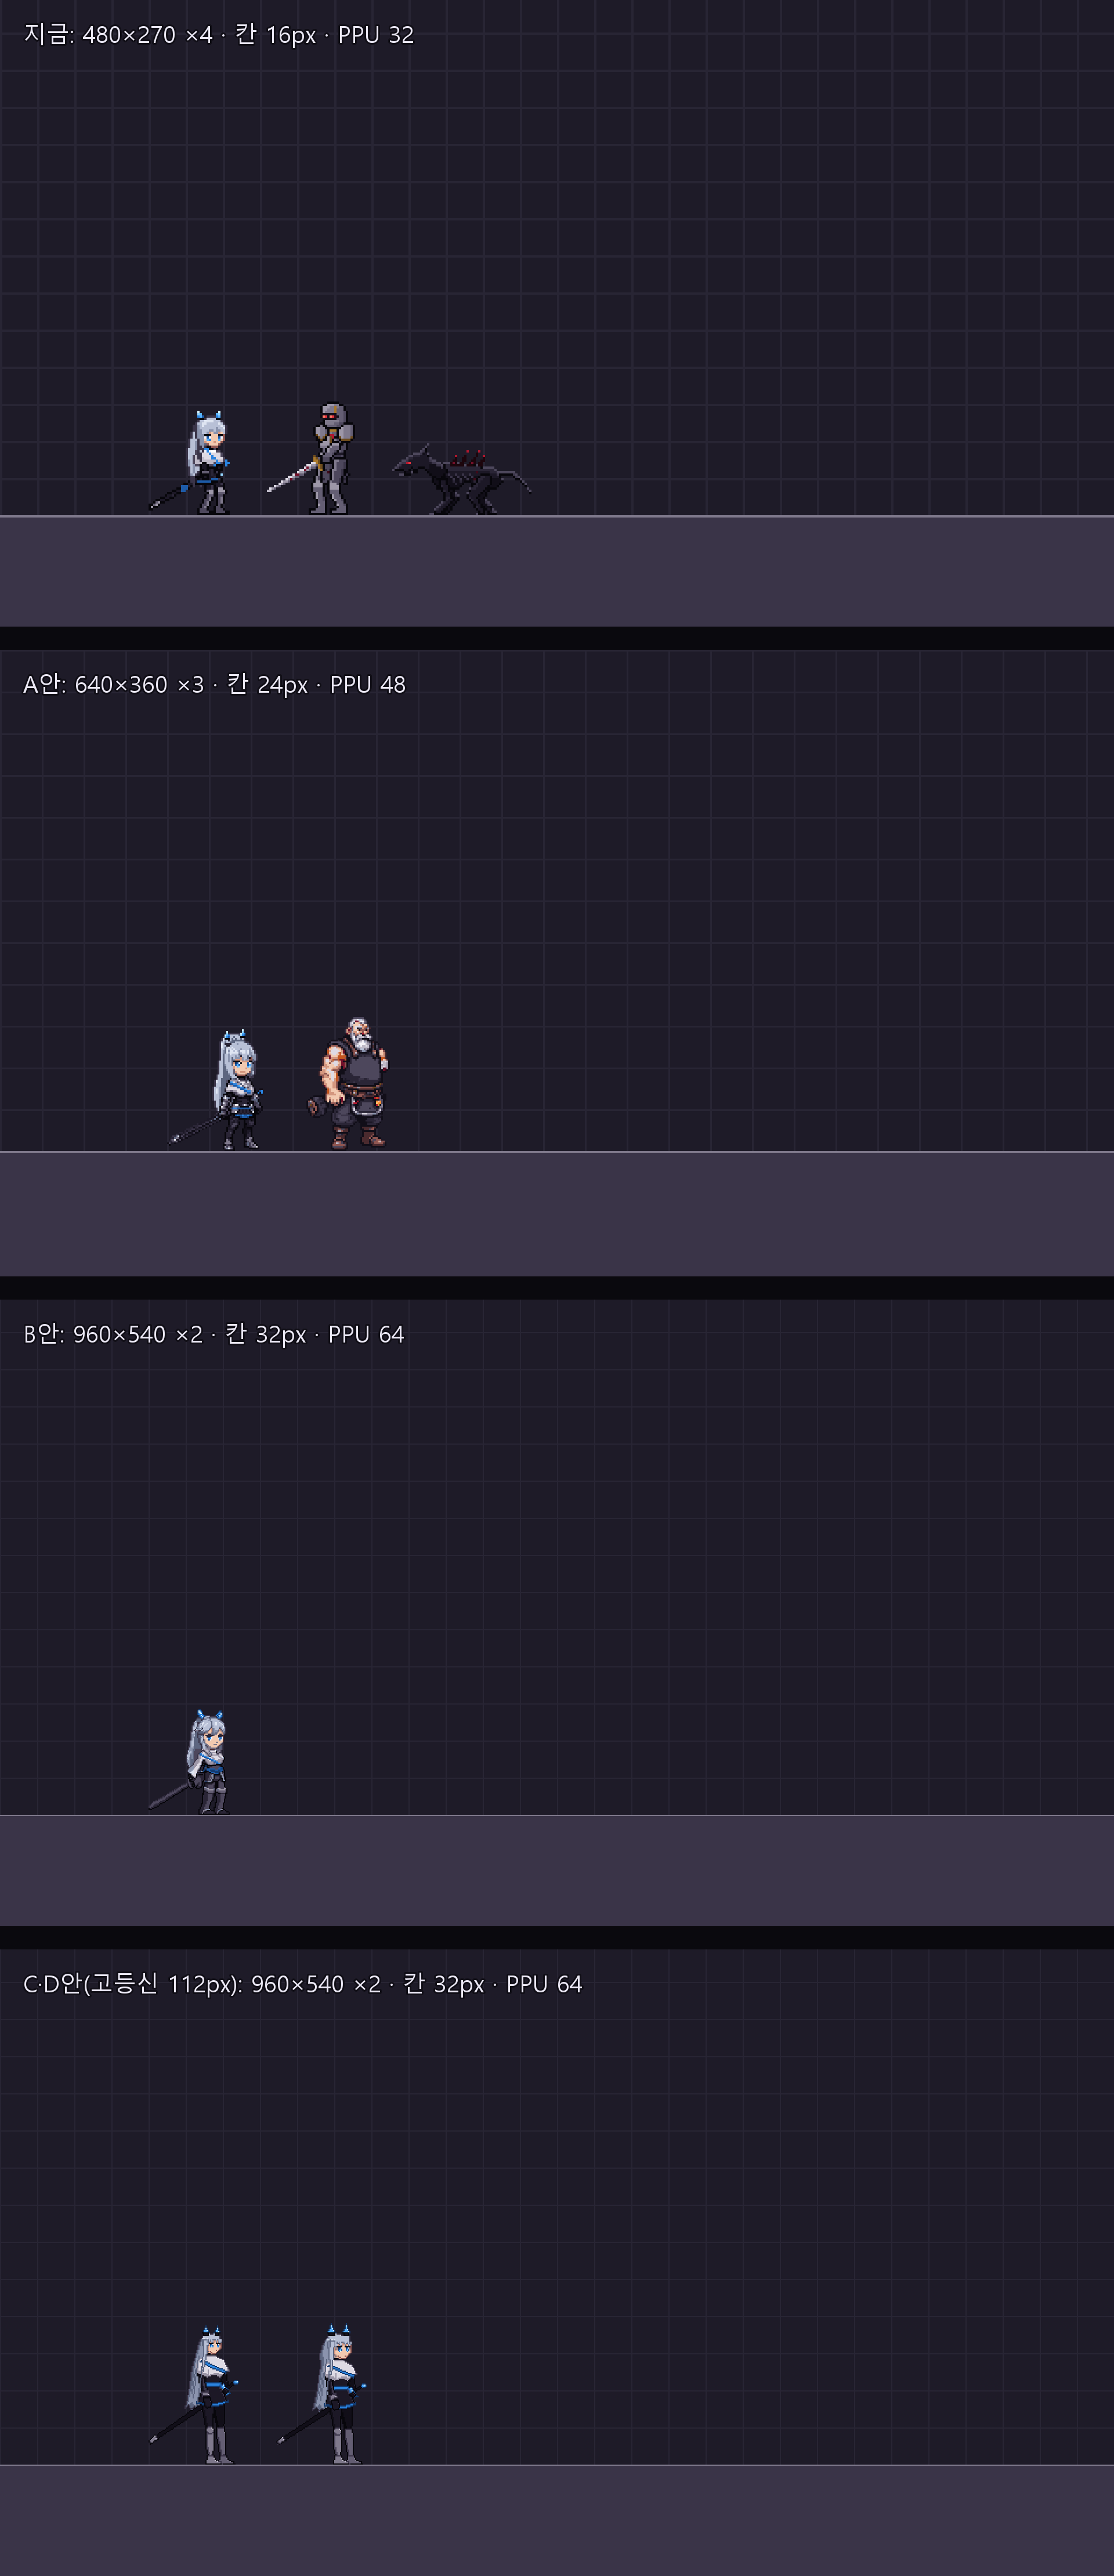 지금: 480×270 ×4 · 칸 16px · PPU 32
A안: 640×360 ×3 · 칸 24px · PPU 48
B안: 960×540 ×2 · 칸 32px · PPU 64
C·D안(고등신 112px): 960×540 ×2 · 칸 32px · PPU 64